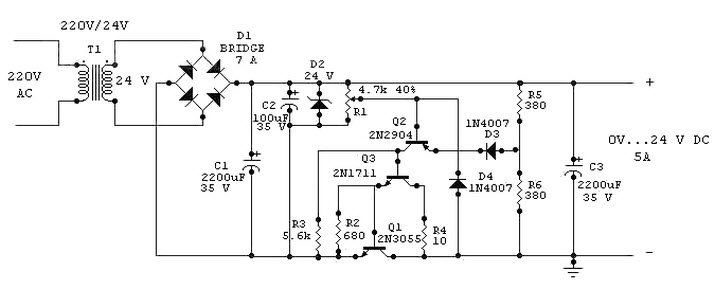 220V/24V
T1
220V
AC
24 V
D1
BRIDGE
7 A
D2
24 V
C2
100uF
35 V
4.7k 40%
R1
Q2
2N2904
1N4007
D3
R5
380
0V...24 V DC
5A
+
C1
2200uF
35 V
Q3
2N1711
D4
1N4007
R6
380
C3
2200uF
35 V
R3
5.6k
R2
680
Q1
2N3055
R4
10
-